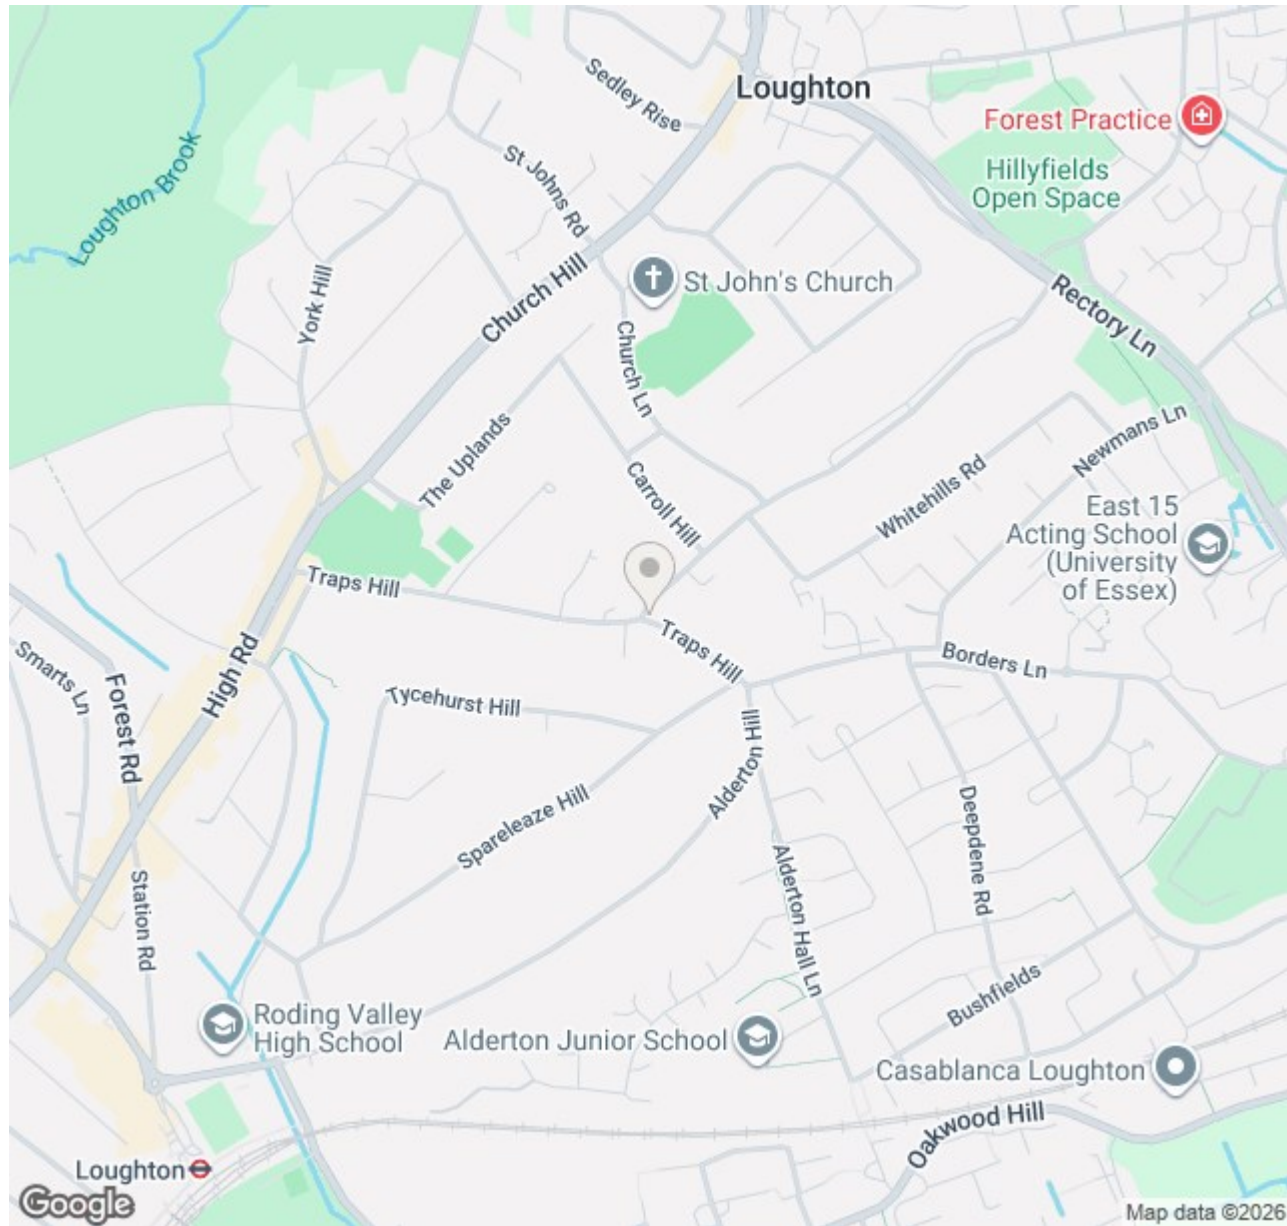 Loughton
Sedley Rise
Forest Practice
Hillyfields
Open Space
Loughton Brook
St Johns Rd
St John's Church
Church Hill
York Hill
Rectory Ln
Church Ln
The Uplands
Carroll Hill
Whitehills Rd
Newmans Ln
East 15
Acting School
(University
of Essex)
Traps Hill
Traps Hill
Borders Ln
Smarts Ln
Forest Rd
High Rd
Tycehurst Hill
Alderton Hill
Spareleaze Hill
Deepdene Rd
Alderton Hall Ln
Station Rd
Bushfields
Roding Valley
High School
Alderton Junior School
Casablanca Loughton
Oakwood Hill
Loughton
Google
Map data ©2026